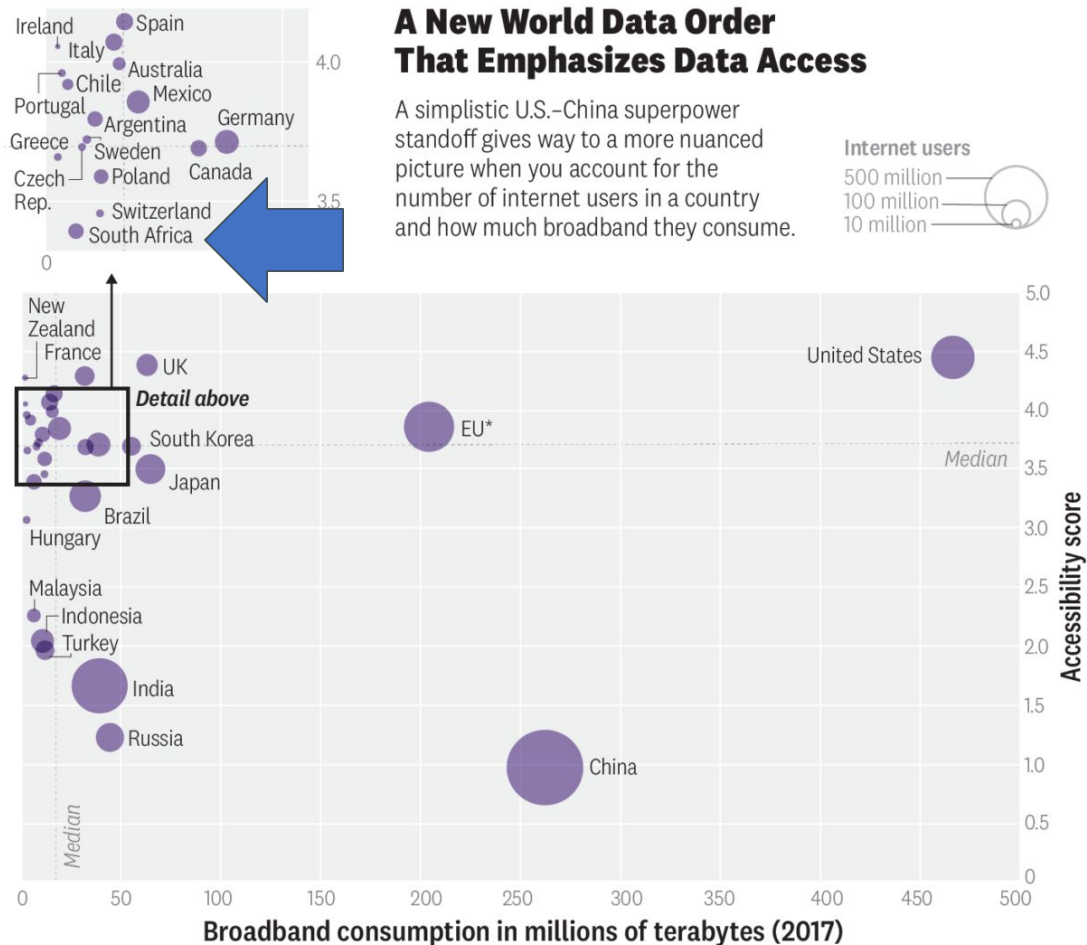 A New World Data Order
That Emphasizes Data Access
A simplistic U.S.–China superpower
standoff gives way to a more nuanced
picture when you account for the
number of internet users in a country
and how much broadband they consume.
Internet users
500 million
100 million
10 million
Ireland
Spain
Italy
4.0
Australia
Chile
Mexico
Portugal
Argentina
Germany
Greece
Sweden
Canada
Czech
Rep.
Poland
3.5
Switzerland
South Africa
0
5.0
New
Zealand
France
UK
4.5
United States
Detail above
4.0
EU*
South Korea
Median
3.5
Japan
Brazil
3.0
Hungary
Malaysia
2.5
Indonesia
Turkey
2.0
India
1.5
Russia
China
1.0
Median
0.5
0
Accessibility score
0 50 100 150 200 250 300 350 400 450 500
Broadband consumption in millions of terabytes (2017)